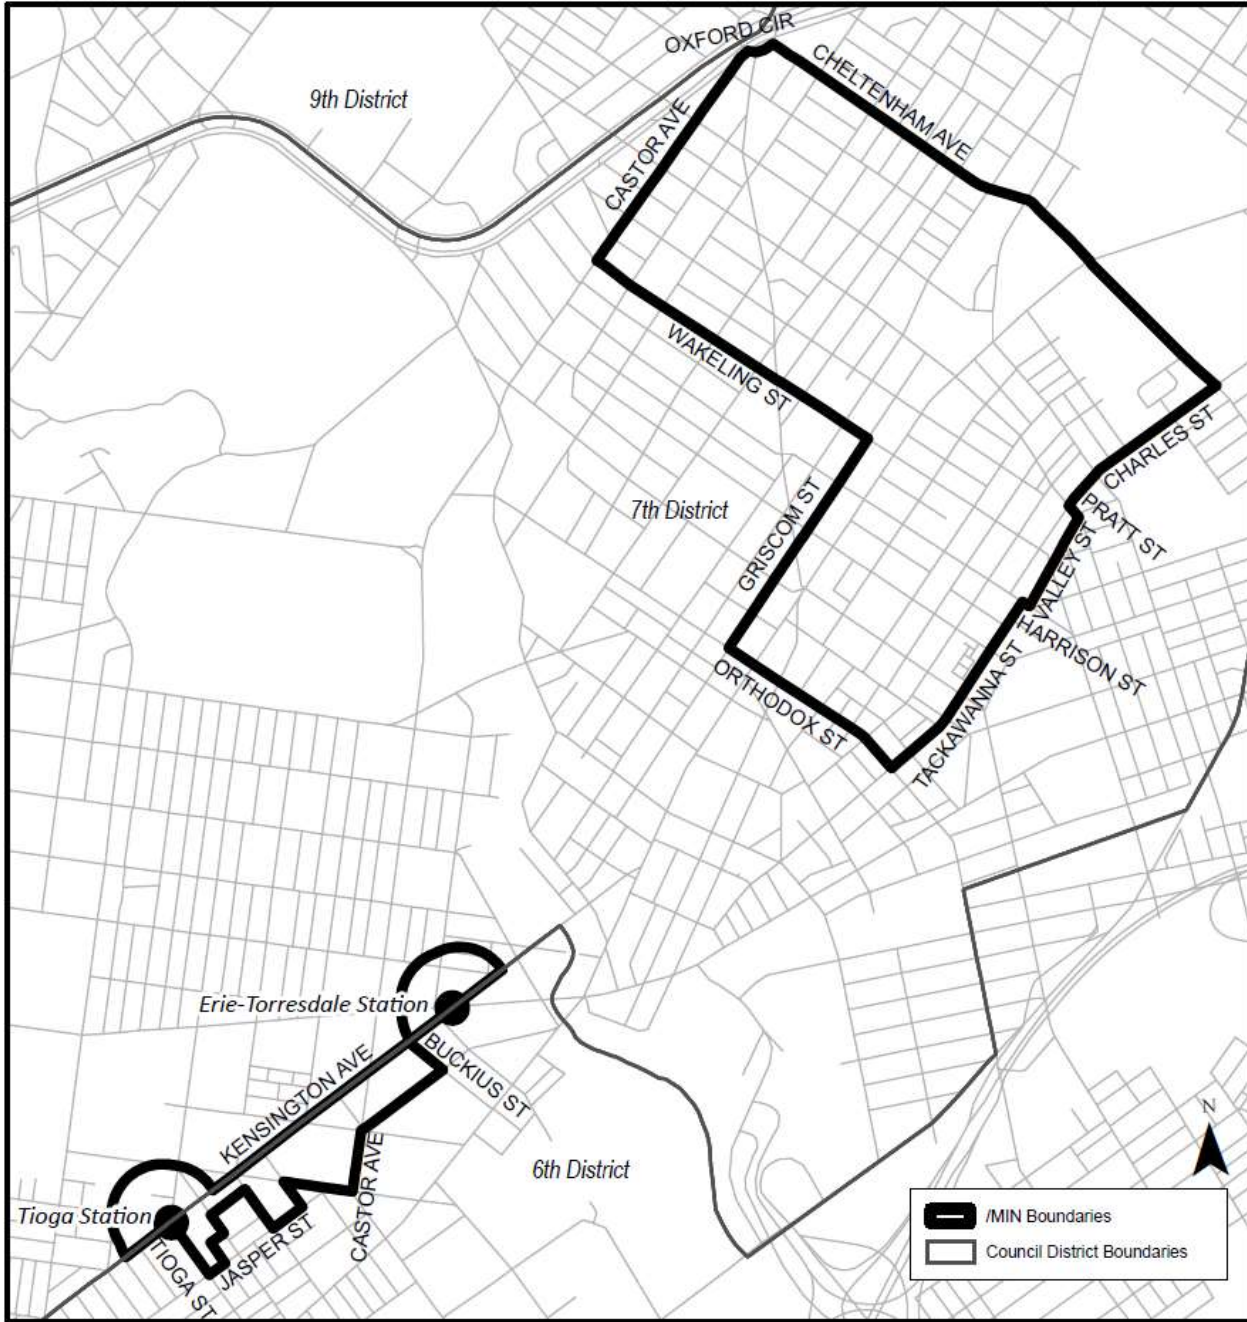 OXFORD CIR
CHELTENHAM AVE
9th District
CASTOR AVE
WAKELING ST
CHARLES ST
7th District
GRISCOM ST
PRATT ST
VALLEY ST
HARRISON ST
ORTHODOX ST
TACKAWANNA ST
Erie-Torresdale Station
BUCKIUS ST
KENSINGTON AVE
N
6th District
CASTOR AVE
Tioga Station
JASPER ST
TIOGA ST
/MIN Boundaries
Council District Boundaries